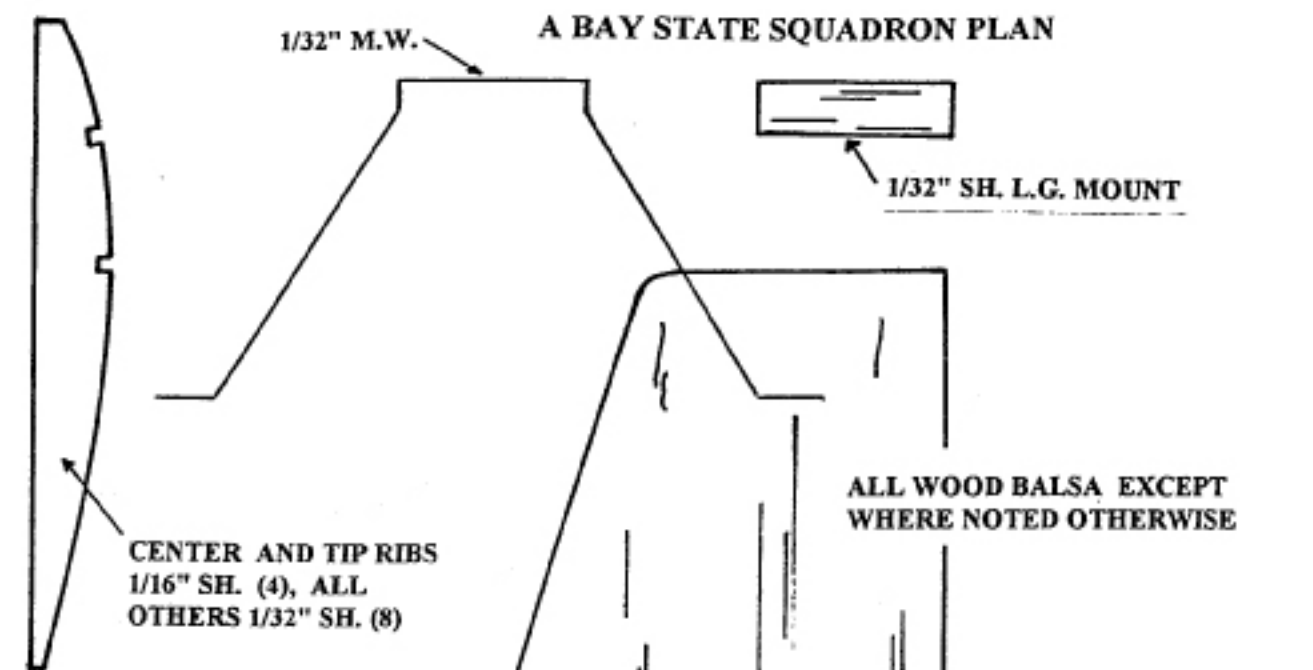 A BAY STATE SQUADRON PLAN
1/32" M.W.
1/32" SH. L.G. MOUNT
ALL WOOD BALSA EXCEPT
WHERE NOTED OTHERWISE
CENTER AND TIP RIBS
1/16" SH. (4), ALL
OTHERS 1/32" SH. (8)